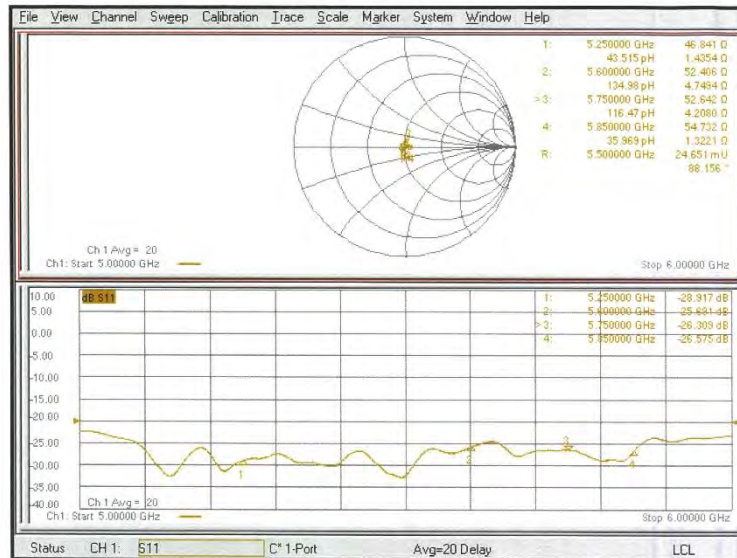 File View Channel Sweep Calibration Trace Scale Marker System Window Help
1: 5.250000 GHz 46.841 Ω
43.515 pH 1.4354 Ω
2: 5.600000 GHz 52.406 Ω
134.98 pH 4.7494 Ω
> 3: 5.750000 GHz 52.642 Ω
116.47 pH 4.2080 Ω
4: 5.850000 GHz 54.732 Ω
35.969 pH 1.3221 Ω
R: 5.500000 GHz 24.651 mU
88.156 °
Ch 1 Avg = 20
Ch1: Start 5.00000 GHz Stop 6.00000 GHz
10.00 dB S11
5.00
0.00
-5.00
-10.00
-15.00
-20.00
-25.00
-30.00
-35.00
-40.00
1: 5.250000 GHz -28.917 dB
2: 5.600000 GHz -25.691 dB
> 3: 5.750000 GHz -26.309 dB
4: 5.850000 GHz -26.575 dB
1
2
3
4
Ch 1 Avg = 20
Ch1: Start 5.00000 GHz Stop 6.00000 GHz
Status CH 1: S11 C* 1-Port Avg=20 Delay LCL